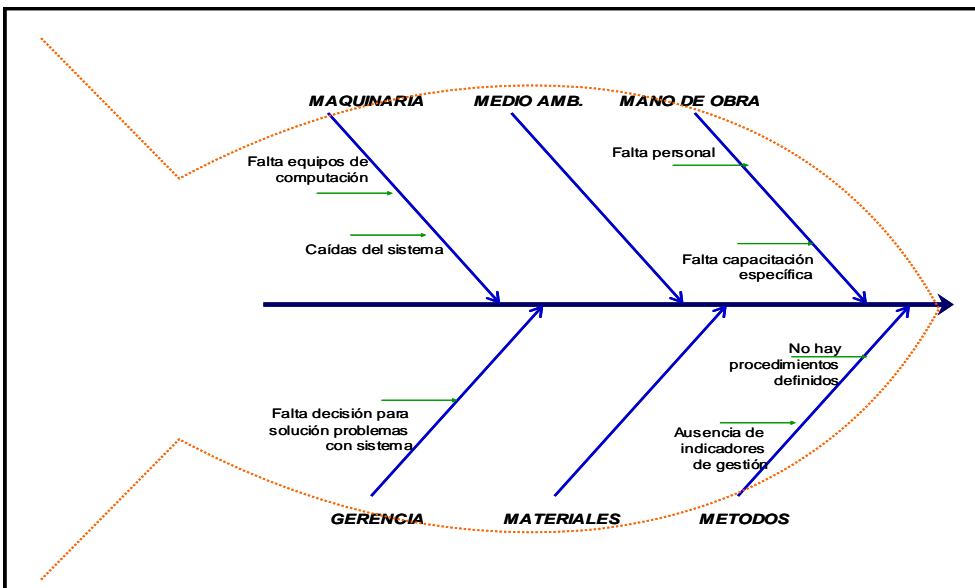 MAQUINARIA
MEDIO AMB.
MANO DE OBRA
Falta equipos de
computación
Caídas del sistema
Falta personal
Falta capacitación
específica
No hay
procedimientos
definidos
Falta decisión para
solución problemas
con sistema
Ausencia de
indicadores
de gestión
GERENCIA
MATERIALES
METODOS